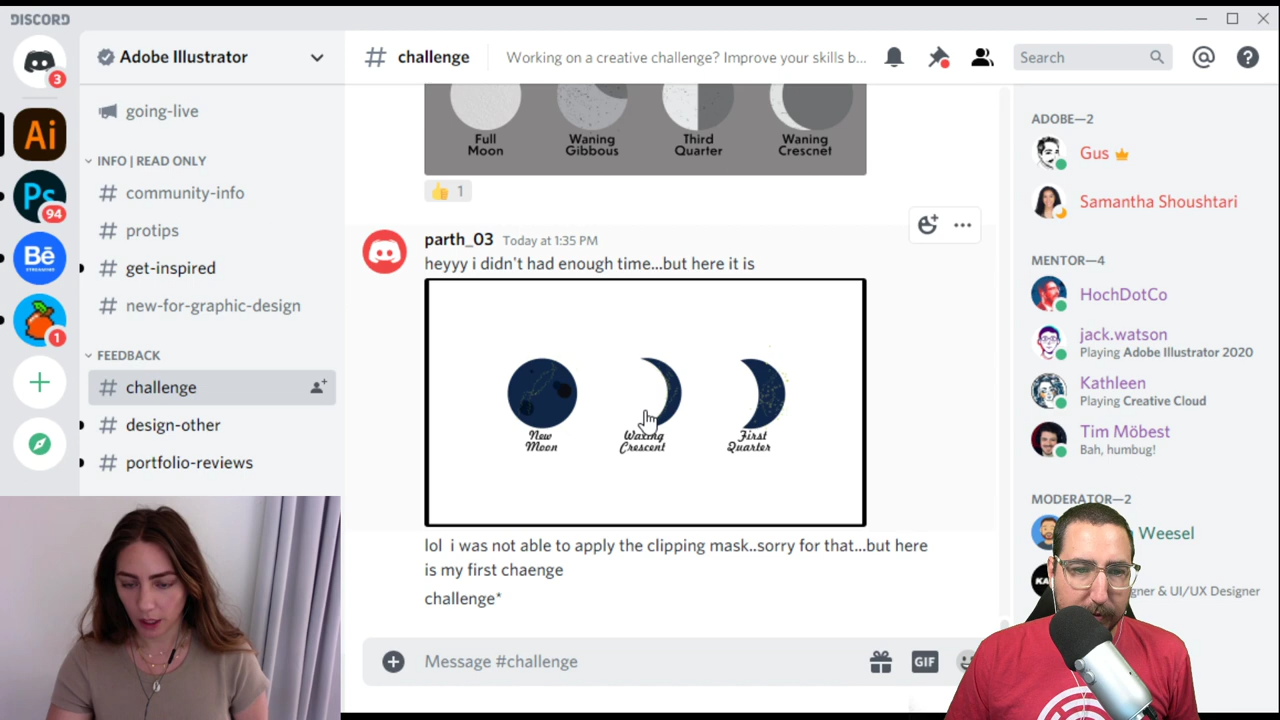 DISCORD
3
Adobe Illustrator
# challenge
Working on a creative challenge? Improve your skills b...
Search
going-live
INFO | READ ONLY
# community-info
# protips
# get-inspired
# new-for-graphic-design
FEEDBACK
# challenge
# design-other
# portfolio-reviews
Ai
Ps
94
Bē
1
Full
Moon
Waning
Gibbous
Third
Quarter
Waning
Crescnet
1
parth_03 Today at 1:35 PM
heyyy i didn't had enough time...but here it is
New
Moon
Waxing
Crescent
First
Quarter
lol i was not able to apply the clipping mask..sorry for that...but here
is my first chaenge
challenge*
Message #challenge
GIF
ADOBE—2
Gus
Samantha Shoushtari
MENTOR—4
HochDotCo
jack.watson
Playing Adobe Illustrator 2020
Kathleen
Playing Creative Cloud
Tim Möbest
Bah, humbug!
MODERATOR—2
Weesel
& UI/UX Designer